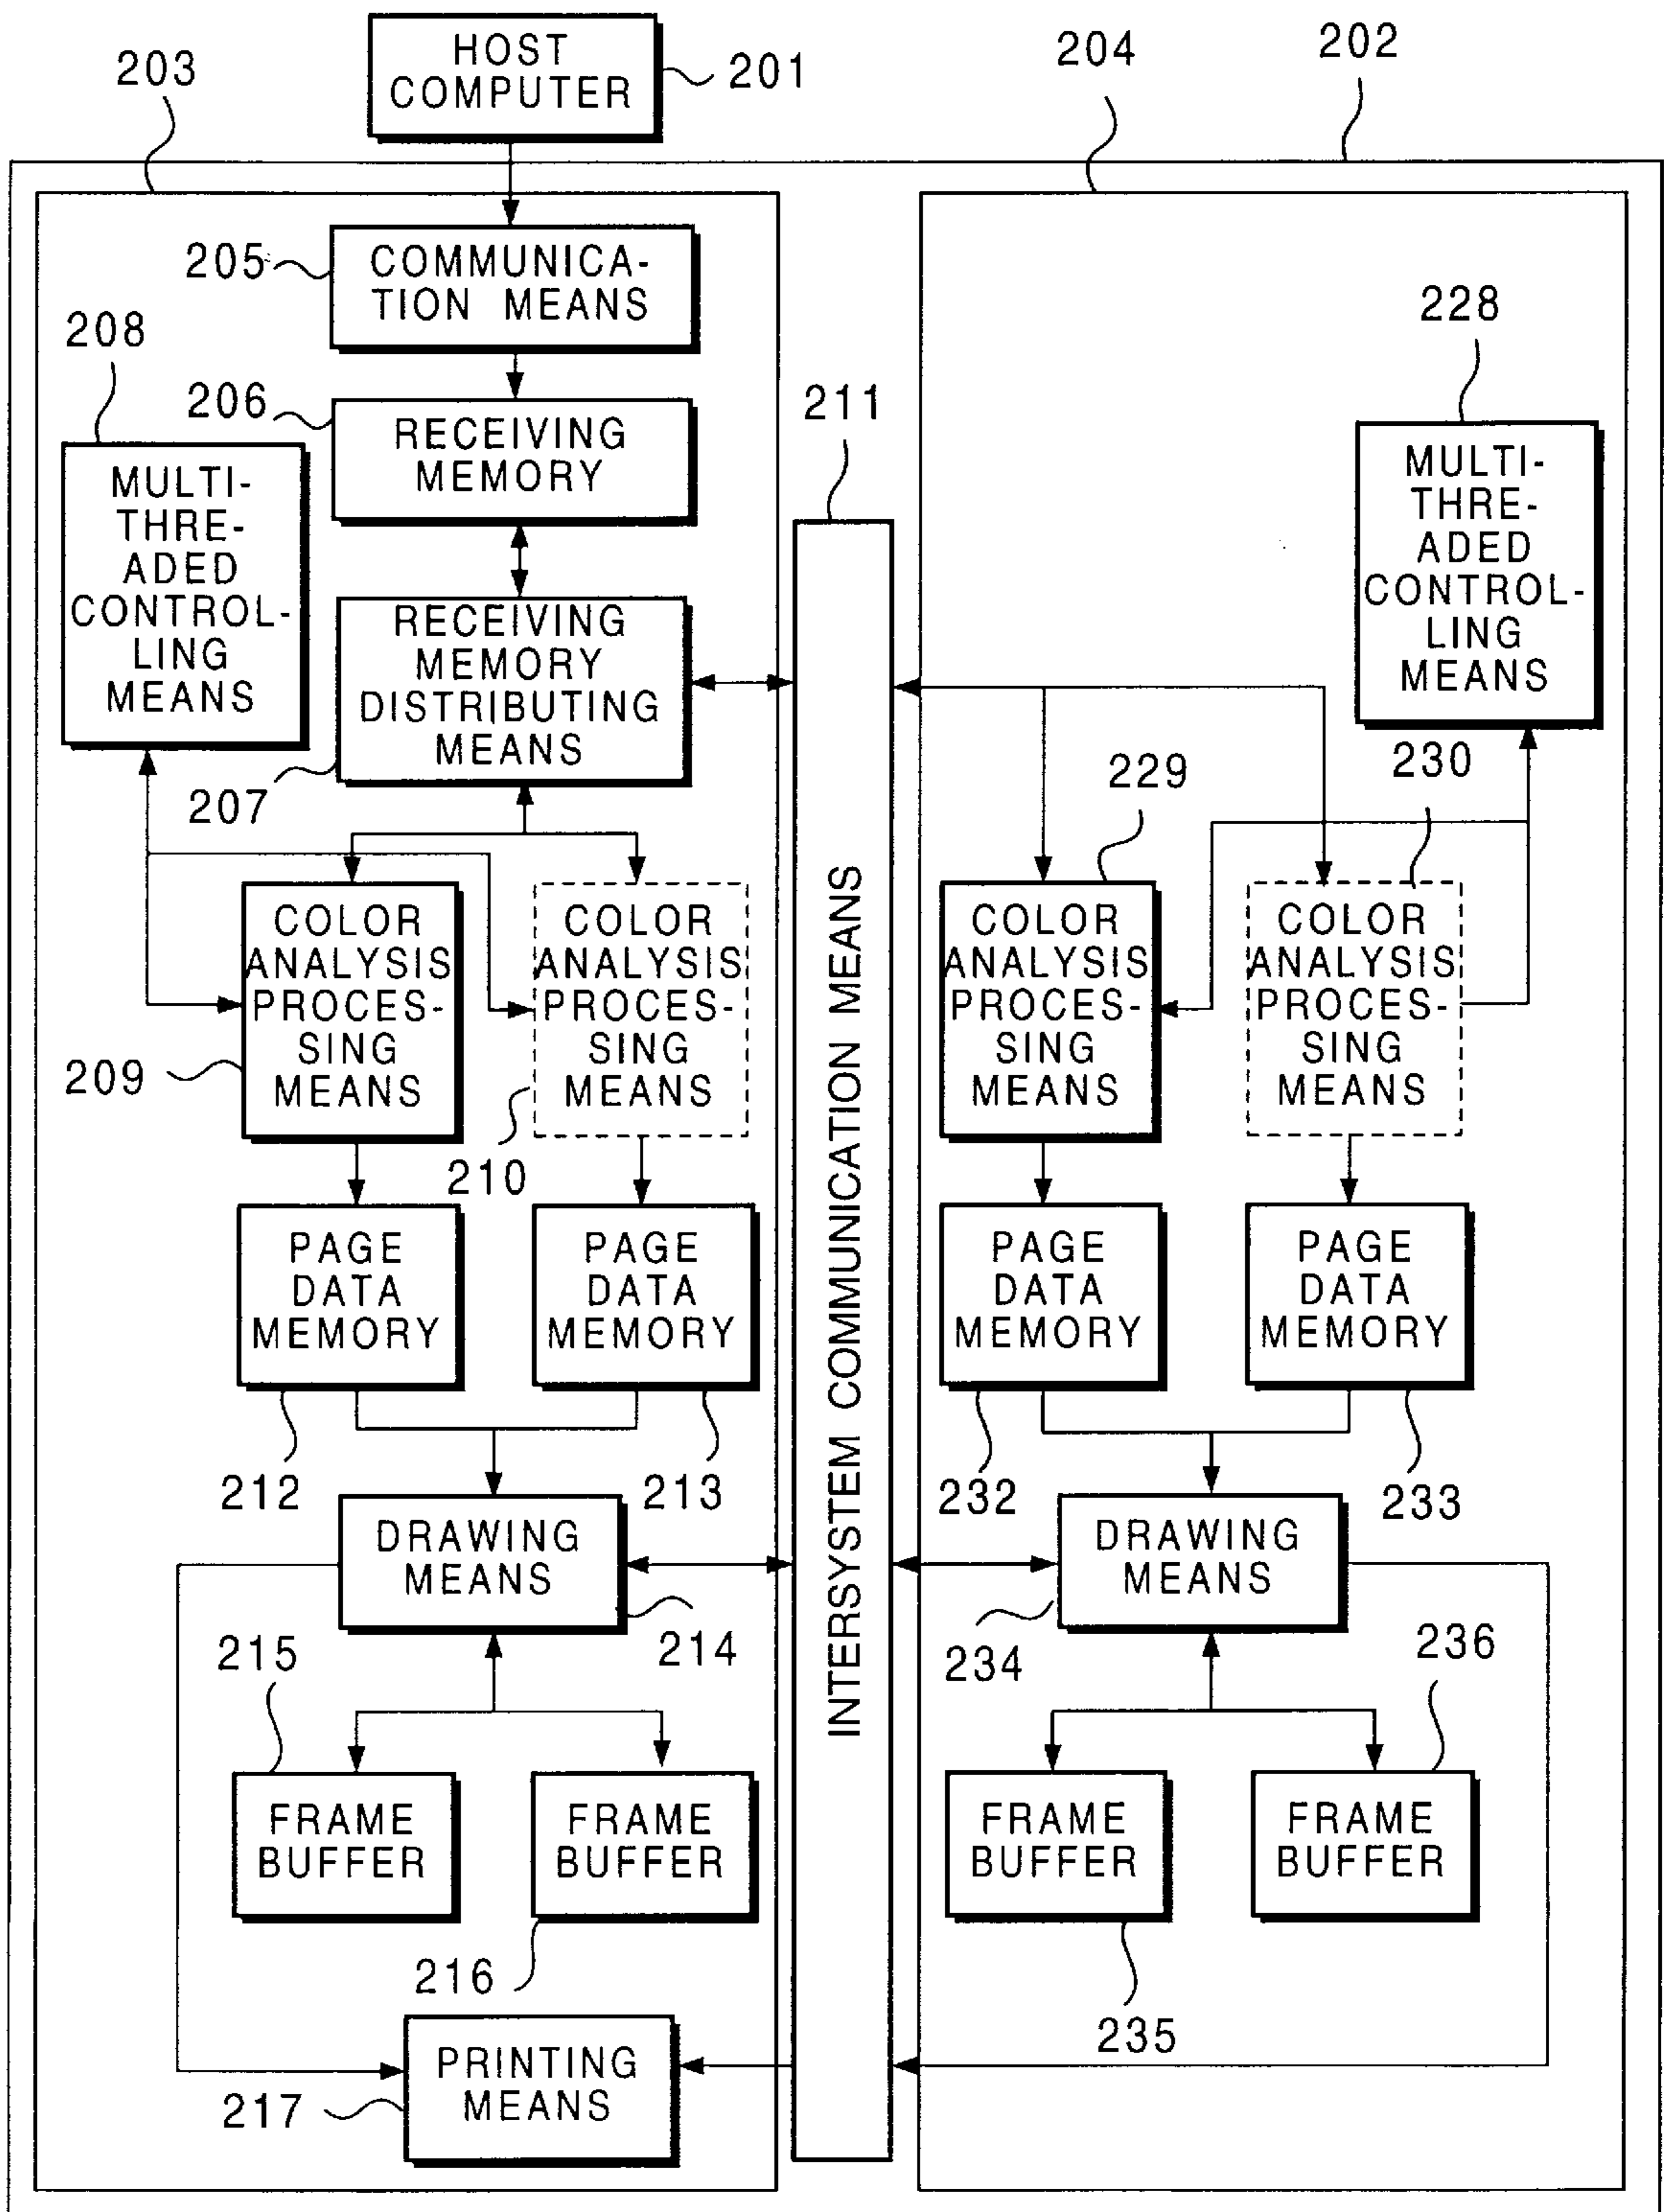 HOST
COMPUTER
201
202
203
204
205
COMMUNICA-
TION MEANS
206
RECEIVING
MEMORY
207
RECEIVING
MEMORY
DISTRIBUTING
MEANS
208
MULTI-
THRE-
ADED
CONTROL-
LING
MEANS
209
COLOR
ANALYSIS
PROCES-
SING
MEANS
210
COLOR
ANALYSIS
PROCES-
SING
MEANS
212
PAGE
DATA
MEMORY
213
PAGE
DATA
MEMORY
214
DRAWING
MEANS
215
FRAME
BUFFER
216
FRAME
BUFFER
217
PRINTING
MEANS
211
INTERSYSTEM COMMUNICATION MEANS
228
MULTI-
THRE-
ADED
CONTROL-
LING
MEANS
229
COLOR
ANALYSIS
PROCES-
SING
MEANS
230
COLOR
ANALYSIS
PROCES-
SING
MEANS
232
PAGE
DATA
MEMORY
233
PAGE
DATA
MEMORY
234
DRAWING
MEANS
235
FRAME
BUFFER
236
FRAME
BUFFER